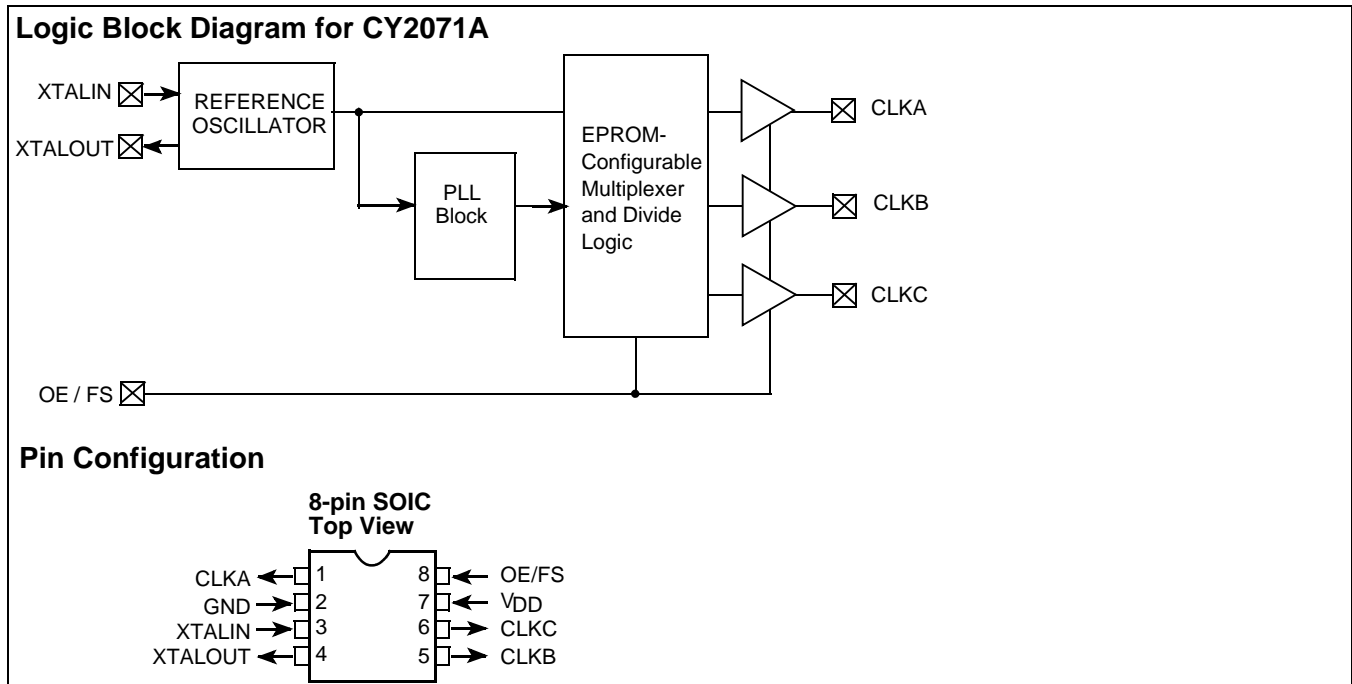 Logic Block Diagram for CY2071A
XTALIN
XTALOUT
REFERENCE
OSCILLATOR
PLL
Block
EPROM-
Configurable
Multiplexer
and Divide
Logic
CLKA
CLKB
CLKC
OE / FS
Pin Configuration
8-pin SOIC
Top View
CLKA 1 8 OE/FS
GND 2 7 VDD
XTALIN 3 6 CLKC
XTALOUT 4 5 CLKB